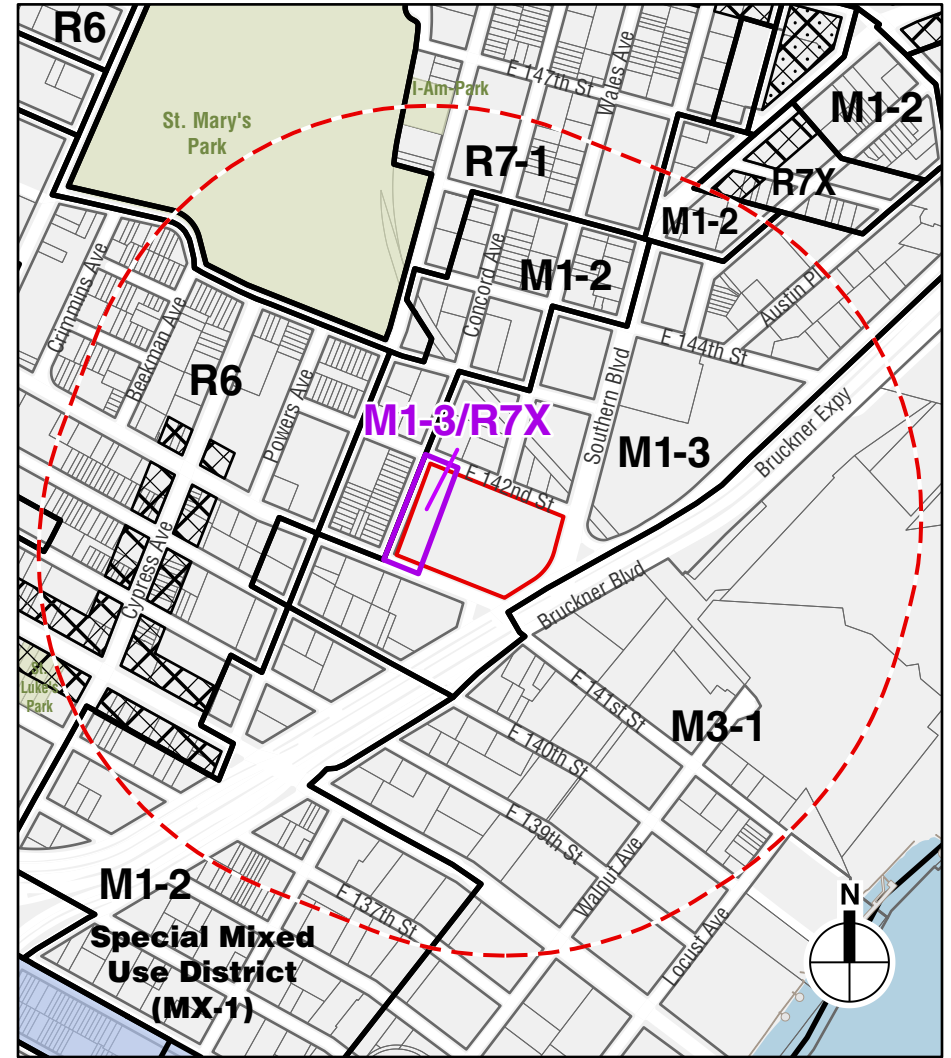 R6
E 147th St
Wales Ave
I-Am-Park
St. Mary's
Park
M1-2
R7-1
R7X
M1-2
Crimmins Ave
Concord Ave
M1-2
Austin Pl
Beekman Ave
E 144th St
R6
Powers Ave
Southern Blvd
M1-3/R7X
M1-3
Bruckner Expy
E 142nd St
Cypress Ave
Bruckner Blvd
St.
Luke's
Park
E 141st St
M3-1
E 140th St
E 139th St
Walnut Ave
M1-2
E 137th St
N
Locust Ave
Special Mixed
Use District
(MX-1)